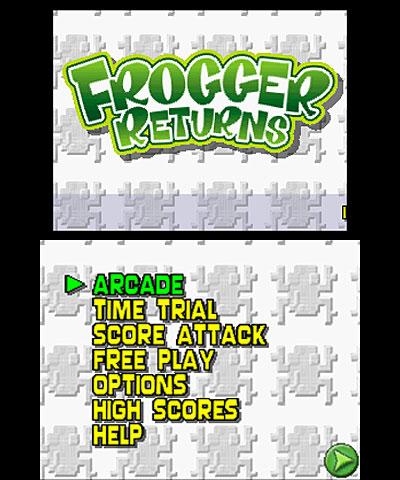 FROGGER
RETURNS
ARCADE
TIME TRIAL
SCORE ATTACK
FREE PLAY
OPTIONS
HIGH SCORES
HELP